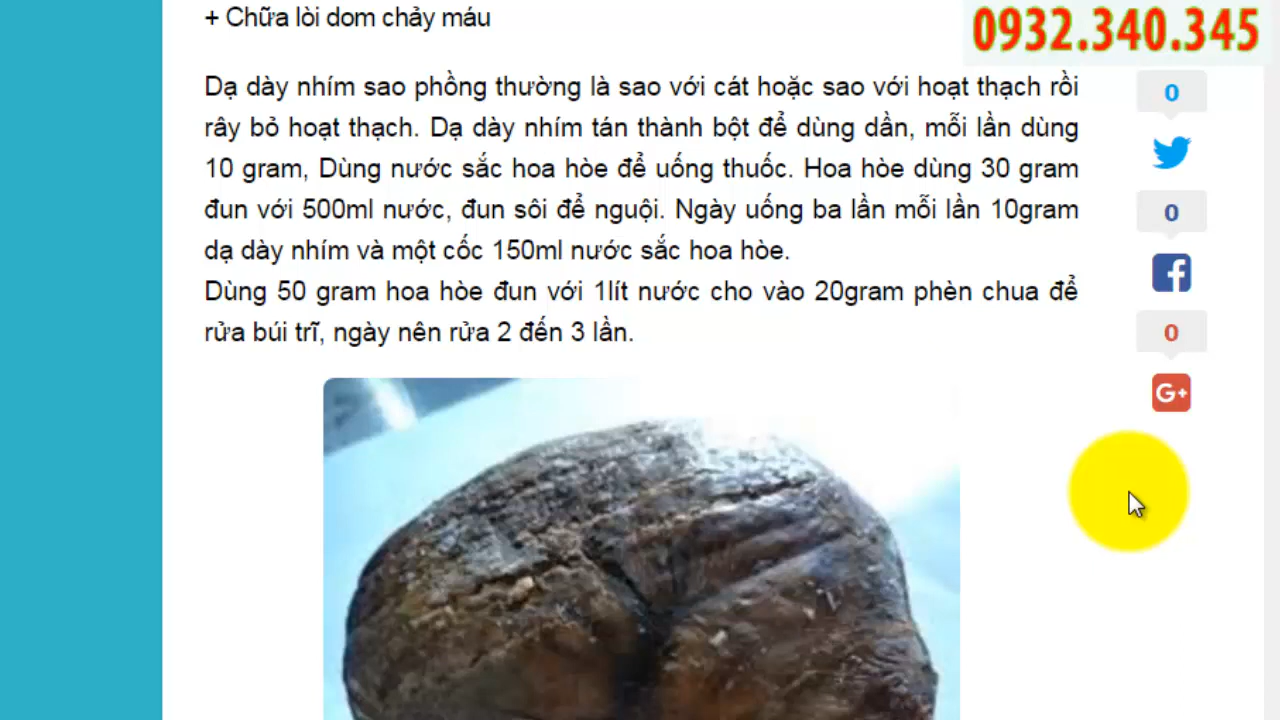 + Chữa lòi dom chảy máu
0932.340.345
Dạ dày nhím sao phồng thường là sao với cát hoặc sao với hoạt thạch rồi
rây bỏ hoạt thạch. Dạ dày nhím tán thành bột để dùng dần, mỗi lần dùng
10 gram, Dùng nước sắc hoa hòe để uống thuốc. Hoa hòe dùng 30 gram
đun với 500ml nước, đun sôi để nguội. Ngày uống ba lần mỗi lần 10gram
dạ dày nhím và một cốc 150ml nước sắc hoa hòe.
Dùng 50 gram hoa hòe đun với 1lít nước cho vào 20gram phèn chua để
rửa búi trĩ, ngày nên rửa 2 đến 3 lần.
0
0
0
G+